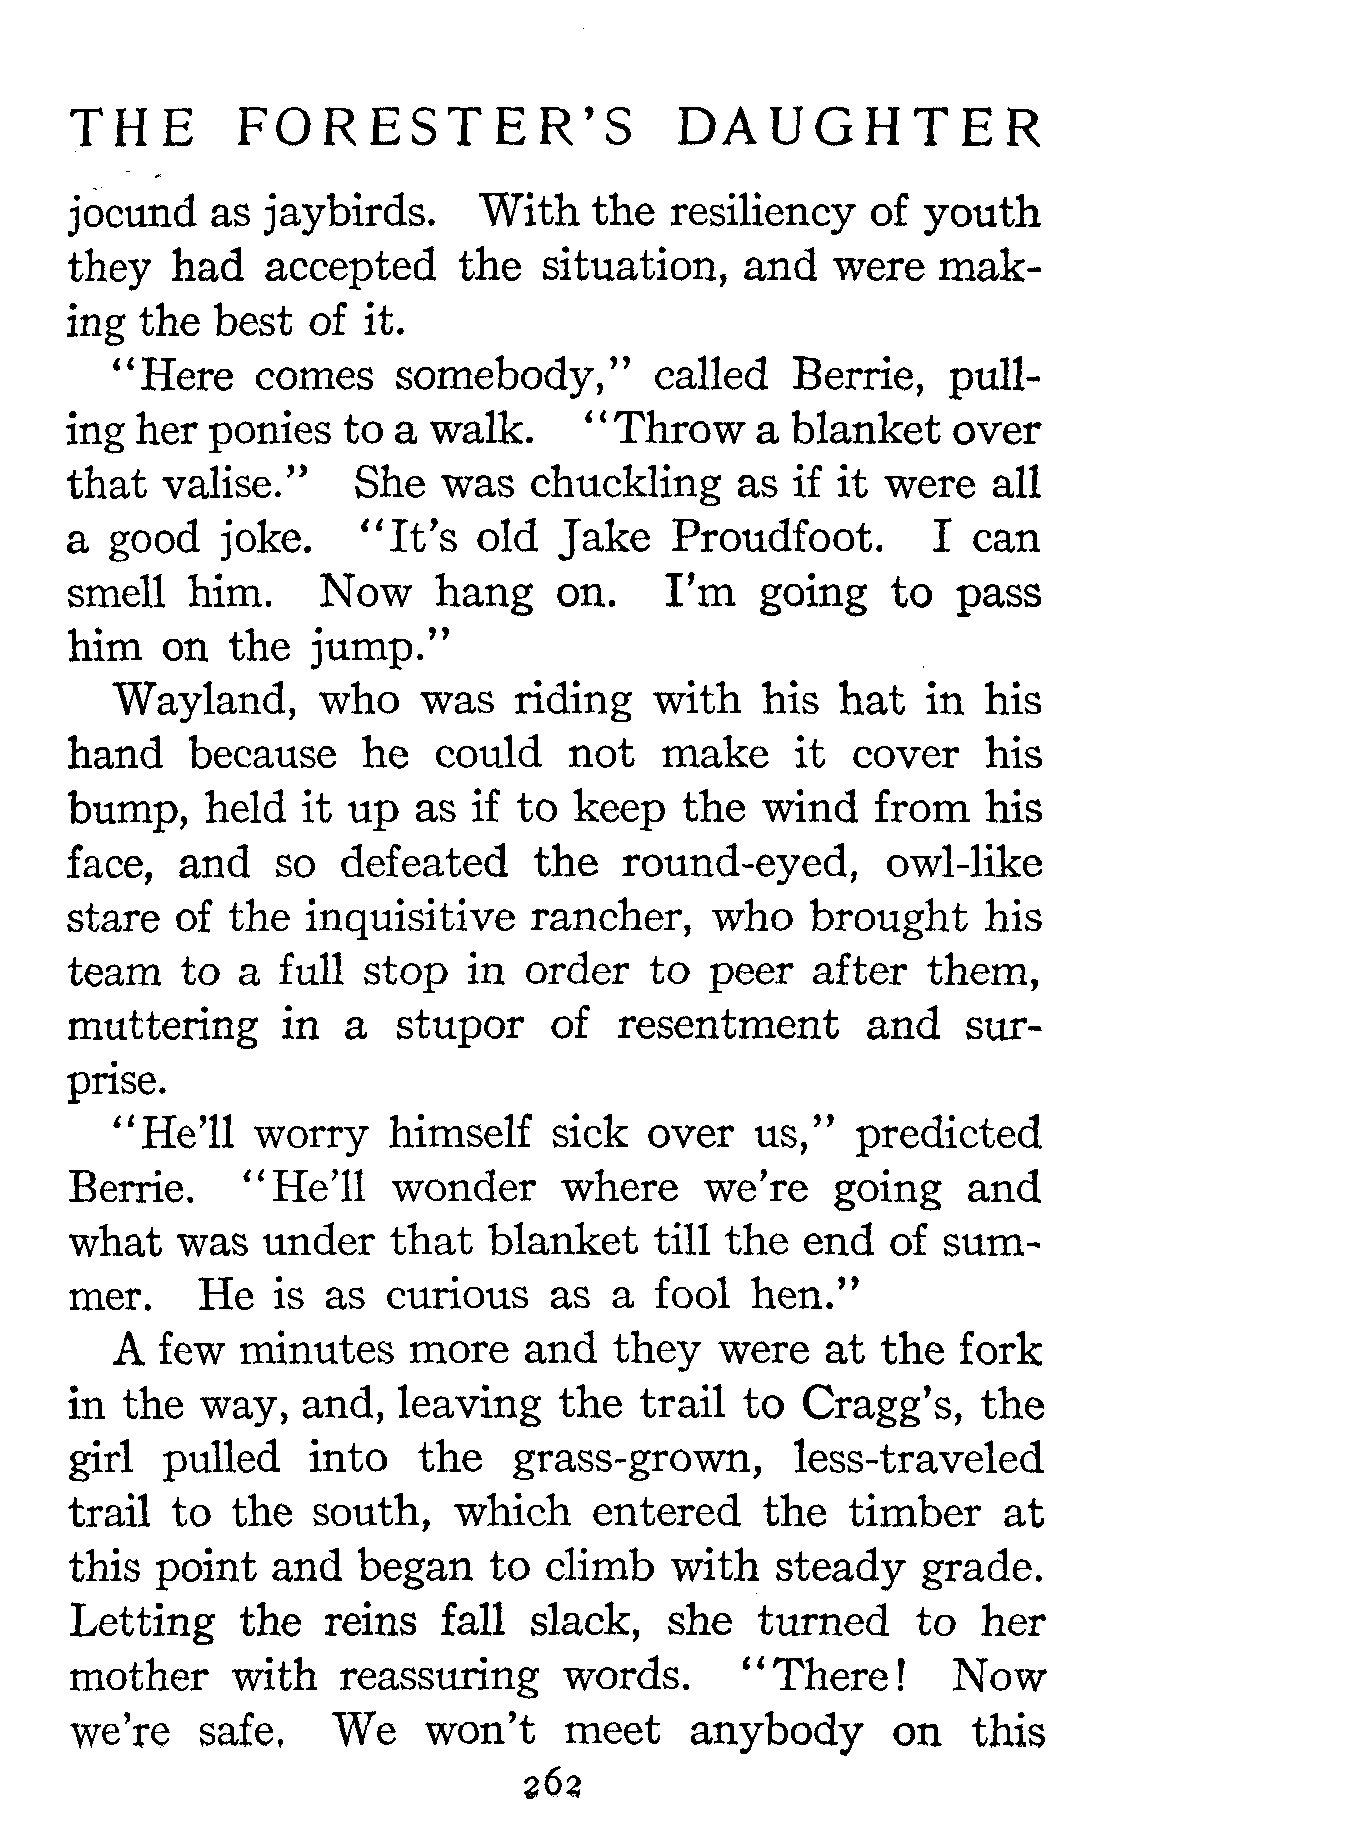 THE FORESTER'S DAUGHTER
jocund as jaybirds. With the resiliency of youth
they had accepted the situation, and were mak-
ing the best of it.
"Here comes somebody," called Berrie, pull-
ing her ponies to a walk. "Throw a blanket over
that valise." She was chuckling as if it were all
a good joke. "It's old Jake Proudfoot. I can
smell him. Now hang on. I'm going to pass
him on the jump."
Wayland, who was riding with his hat in his
hand because he could not make it cover his
bump, held it up as if to keep the wind from his
face, and so defeated the round-eyed, owl-like
stare of the inquisitive rancher, who brought his
team to a full stop in order to peer after them,
muttering in a stupor of resentment and sur-
prise.
"He'll worry himself sick over us," predicted
Berrie. "He'll wonder where we're going and
what was under that blanket till the end of sum-
mer. He is as curious as a fool hen."
A few minutes more and they were at the fork
in the way, and, leaving the trail to Cragg's, the
girl pulled into the grass-grown, less-traveled
trail to the south, which entered the timber at
this point and began to climb with steady grade.
Letting the reins fall slack, she turned to her
mother with reassuring words. "There! Now
we're safe. We won't meet anybody on this
262